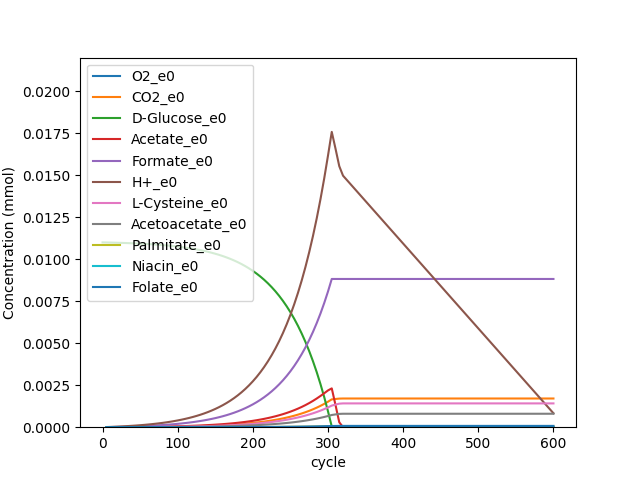 0.0200
0.0175
0.0150
0.0125
0.0100
0.0075
0.0050
0.0025
0.0000
Concentration (mmol)
O2_e0
CO2_e0
D-Glucose_e0
Acetate_e0
Formate_e0
H+_e0
L-Cysteine_e0
Acetoacetate_e0
Palmitate_e0
Niacin_e0
Folate_e0
0 100 200 300 400 500 600
cycle